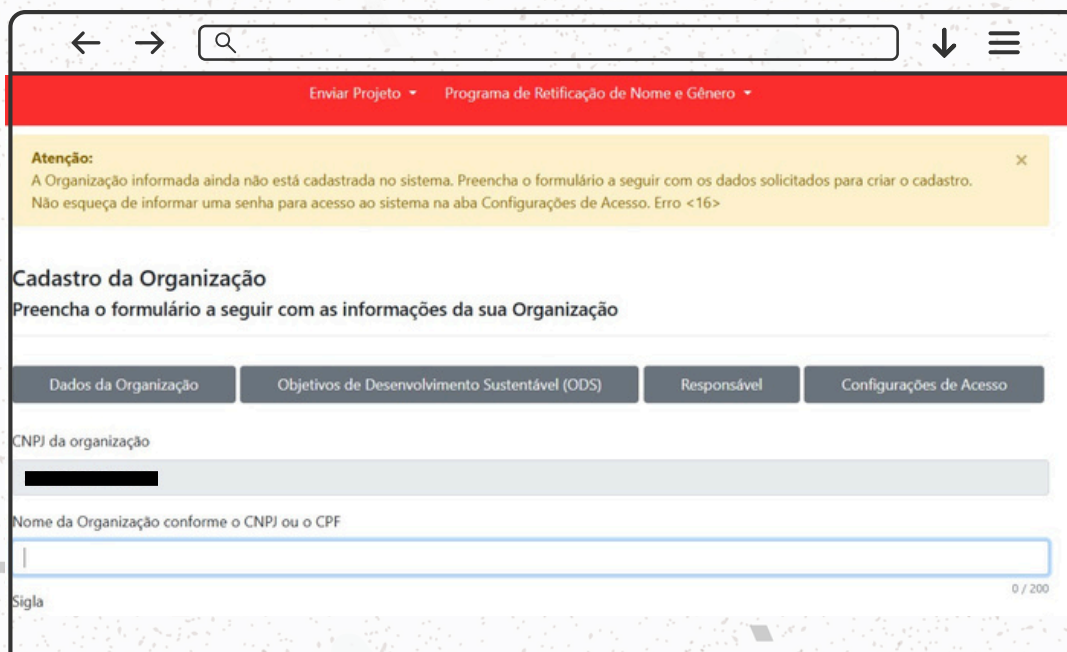 Enviar Projeto Programa de Retificação de Nome e Gênero
Atenção:
A Organização informada ainda não está cadastrada no sistema. Preencha o formulário a seguir com os dados solicitados para criar o cadastro.
Não esqueça de informar uma senha para acesso ao sistema na aba Configurações de Acesso. Erro <16>
Cadastro da Organização
Preencha o formulário a seguir com as informações da sua Organização
Dados da Organização Objetivos de Desenvolvimento Sustentável (ODS) Responsável Configurações de Acesso
CNPJ da organização
Nome da Organização conforme o CNPJ ou o CPF
0 / 200
Sigla